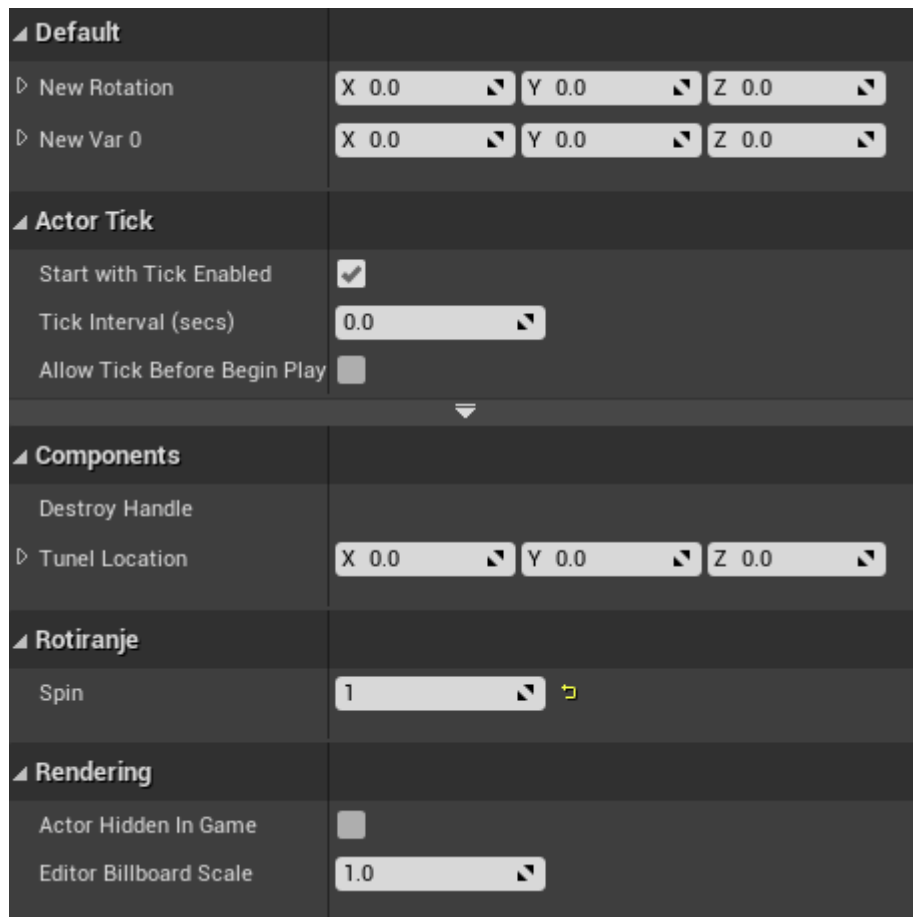 Default
New Rotation X 0.0 Y 0.0 Z 0.0
New Var 0 X 0.0 Y 0.0 Z 0.0
Actor Tick
Start with Tick Enabled
Tick Interval (secs) 0.0
Allow Tick Before Begin Play
Components
Destroy Handle
Tunel Location X 0.0 Y 0.0 Z 0.0
Rotiranje
Spin 1
Rendering
Actor Hidden In Game
Editor Billboard Scale 1.0